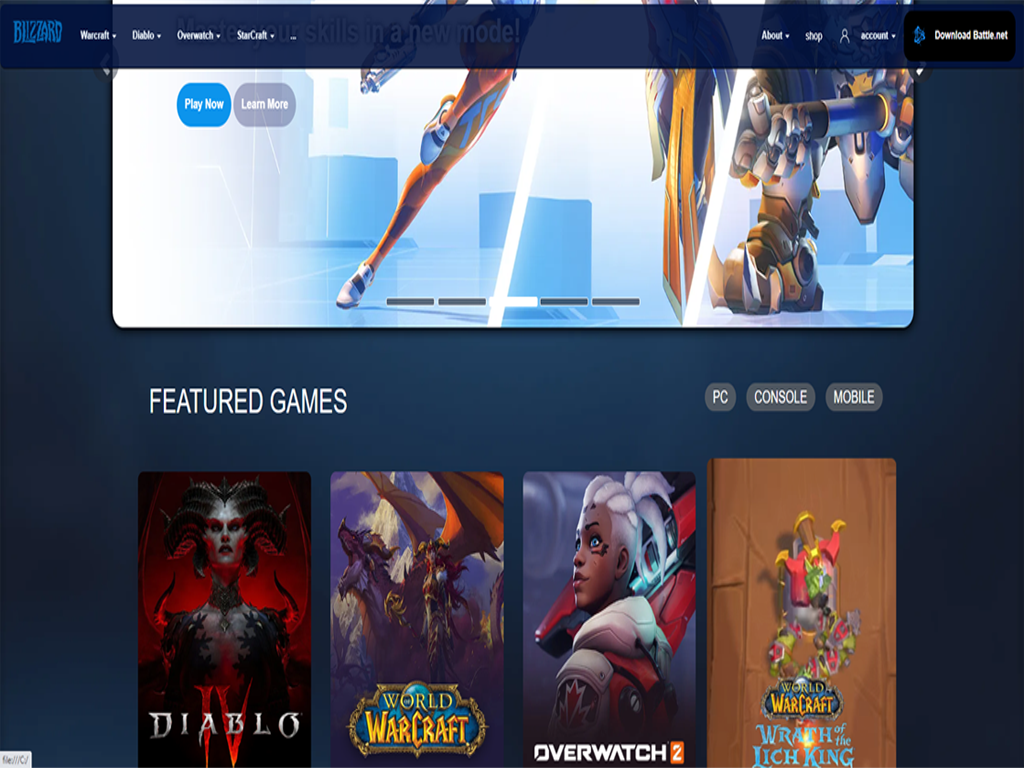 BLIZZARD
Warcraft
Diablo
Overwatch
StarCraft
...
About
shop
account
Download Battle.net
Master your skills in a new mode!
Play Now
Learn More
FEATURED GAMES
PC
CONSOLE
MOBILE
DIABLO
IV
WORLD
WARCRAFT
OVERWATCH 2
WORLD
WARCRAFT
WRATH of the
LICH KING
file:///C:/